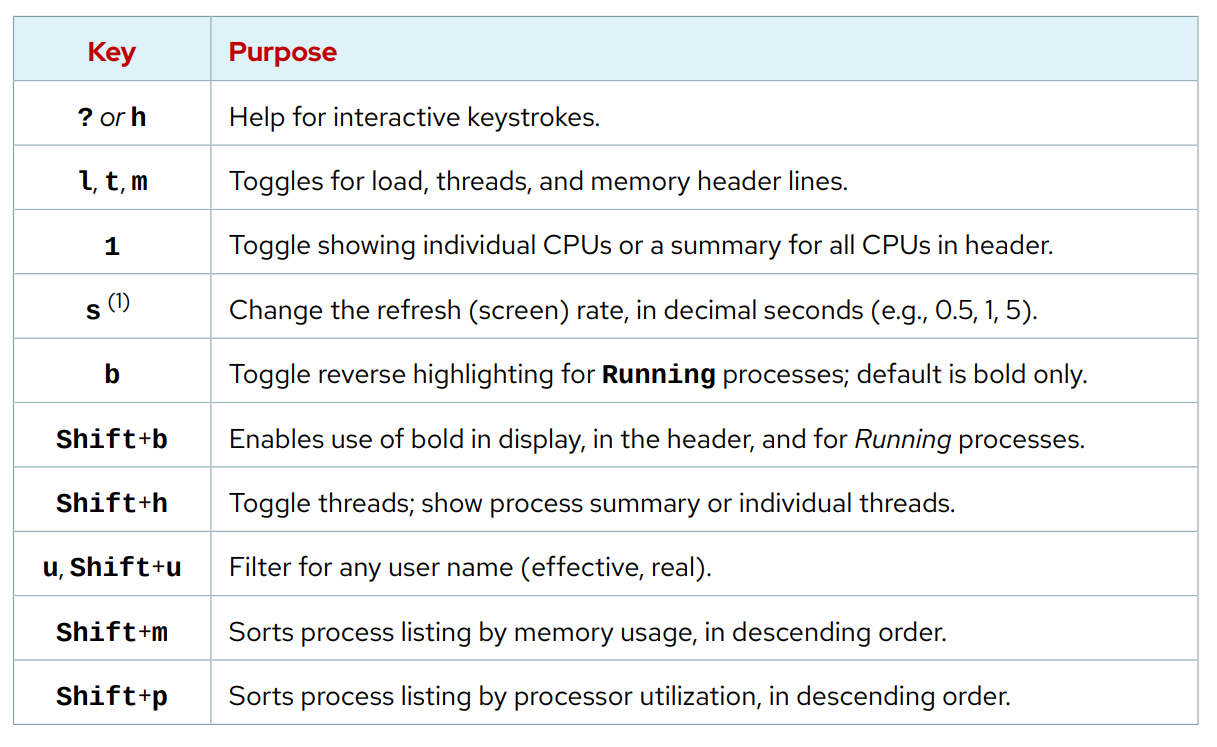 Key Purpose
? or h Help for interactive keystrokes.
l, t, m Toggles for load, threads, and memory header lines.
1 Toggle showing individual CPUs or a summary for all CPUs in header.
s (1) Change the refresh (screen) rate, in decimal seconds (e.g., 0.5, 1, 5).
b Toggle reverse highlighting for Running processes; default is bold only.
Shift+b Enables use of bold in display, in the header, and for Running processes.
Shift+h Toggle threads; show process summary or individual threads.
u, Shift+u Filter for any user name (effective, real).
Shift+m Sorts process listing by memory usage, in descending order.
Shift+p Sorts process listing by processor utilization, in descending order.